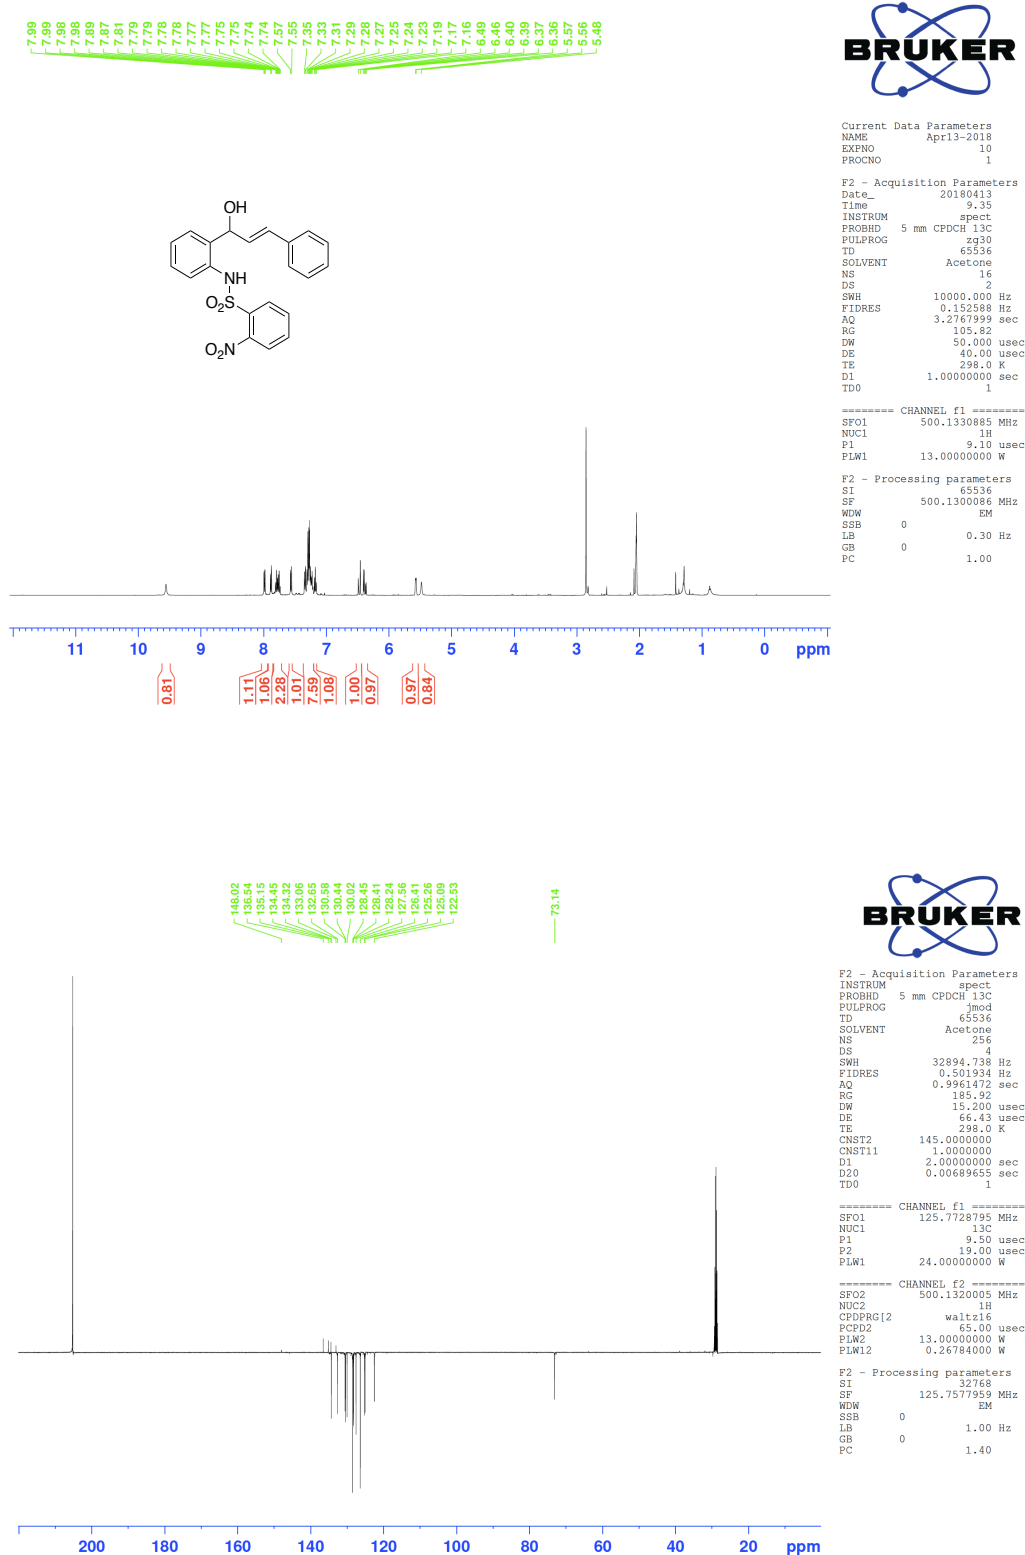 7.99 7.99 7.98 7.98 7.89 7.87 7.81 7.79 7.79 7.78 7.78 7.77 7.77 7.75 7.75 7.74 7.74 7.57 7.55 7.35 7.33 7.31 7.29 7.28 7.27 7.25 7.24 7.23 7.19 7.17 7.16 6.49 6.46 6.40 6.39 6.37 6.36 5.57 5.56 5.48
BRUKER
Current Data Parameters
NAME Apr13-2018
EXPNO 10
PROCNO 1
F2 - Acquisition Parameters
Date_ 20180413
Time 9.35
INSTRUM spect
PROBHD 5 mm CPDCH 13C
PULPROG zg30
TD 65536
SOLVENT Acetone
NS 16
DS 2
SWH 10000.000 Hz
FIDRES 0.152588 Hz
AQ 3.2767999 sec
RG 105.82
DW 50.000 usec
DE 40.00 usec
TE 298.0 K
D1 1.00000000 sec
TD0 1
======== CHANNEL f1 ========
SFO1 500.1330885 MHz
NUC1 1H
P1 9.10 usec
PLW1 13.00000000 W
F2 - Processing parameters
SI 65536
SF 500.1300086 MHz
WDW EM
SSB 0
LB 0.30 Hz
GB 0
PC 1.00
OH
NH
O2S
O2N
11 10 9 8 7 6 5 4 3 2 1 0 ppm
0.81 1.11 1.06 2.28 1.01 7.59 1.08 1.00 0.97 0.97 0.84
148.02 136.54 135.15 134.45 134.32 133.06 132.65 130.58 130.44 130.02 128.45 128.41 128.24 127.56 126.41 125.26 125.09 122.53 73.14
BRUKER
F2 - Acquisition Parameters
INSTRUM spect
PROBHD 5 mm CPDCH 13C
PULPROG jmod
TD 65536
SOLVENT Acetone
NS 256
DS 4
SWH 32894.738 Hz
FIDRES 0.501934 Hz
AQ 0.9961472 sec
RG 185.92
DW 15.200 usec
DE 66.43 usec
TE 298.0 K
CNST2 145.0000000
CNST11 1.0000000
D1 2.00000000 sec
D20 0.00689655 sec
TD0 1
======== CHANNEL f1 ========
SFO1 125.7728795 MHz
NUC1 13C
P1 9.50 usec
P2 19.00 usec
PLW1 24.00000000 W
======== CHANNEL f2 ========
SFO2 500.1320005 MHz
NUC2 1H
CPDPRG[2 waltz16
PCPD2 65.00 usec
PLW2 13.00000000 W
PLW12 0.26784000 W
F2 - Processing parameters
SI 32768
SF 125.7577959 MHz
WDW EM
SSB 0
LB 1.00 Hz
GB 0
PC 1.40
200 180 160 140 120 100 80 60 40 20 ppm